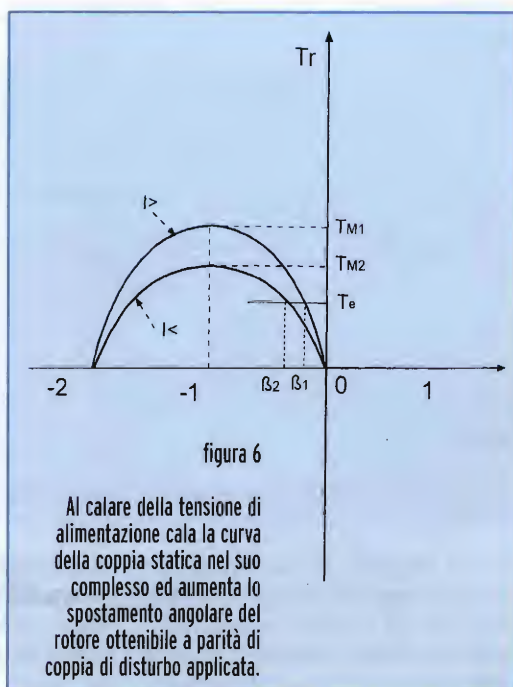 Tr
I>
TM1
TM2
Te
I<
-2
-1
ß2
ß1
0
1
figura 6
Al calare della tensione di
alimentazione cala la curva
della coppia statica nel suo
complesso ed aumenta lo
spostamento angolare del
rotore ottenibile a parità di
coppia di disturbo applicata.